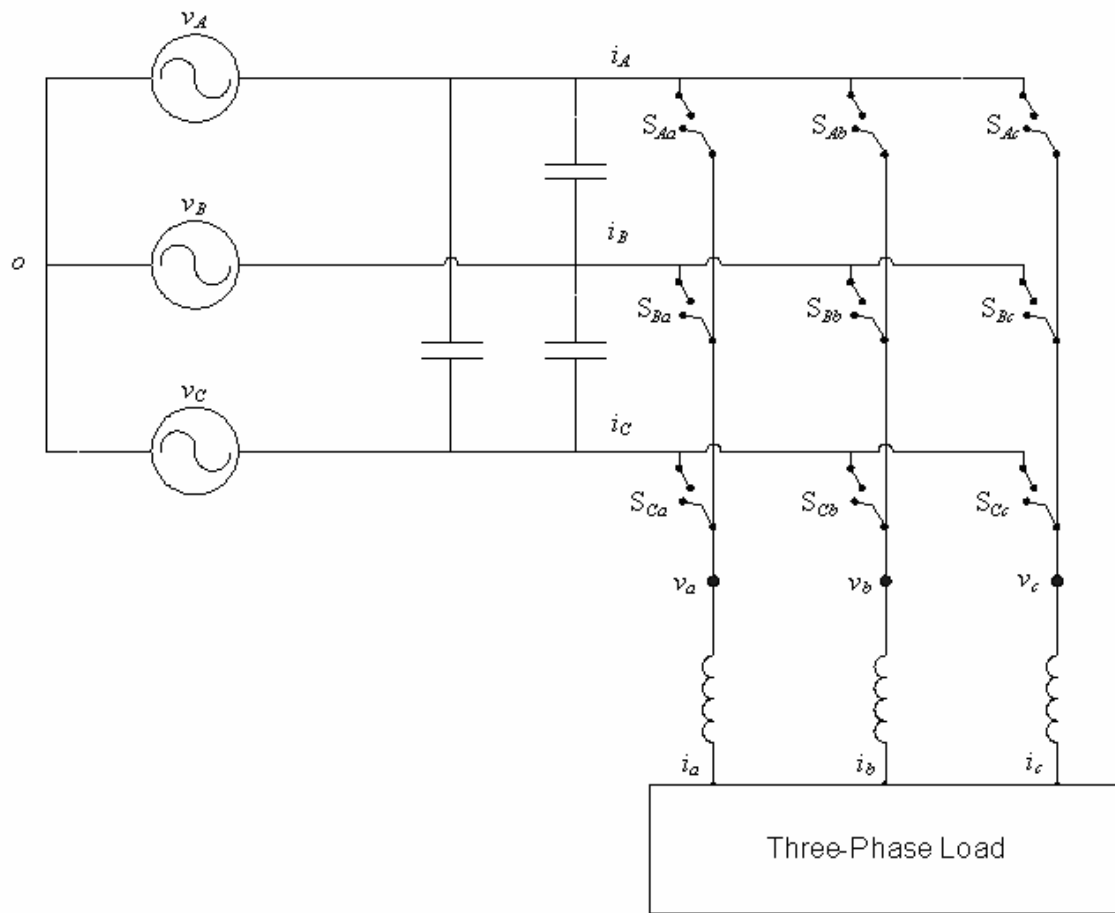 v_A
i_A
S_Aa
S_Ab
S_Ac
v_B
o
i_B
S_Ba
S_Bb
S_Bc
v_C
i_C
S_Ca
S_Cb
S_Cc
v_a
v_b
v_c
i_a
i_b
i_c
Three-Phase Load